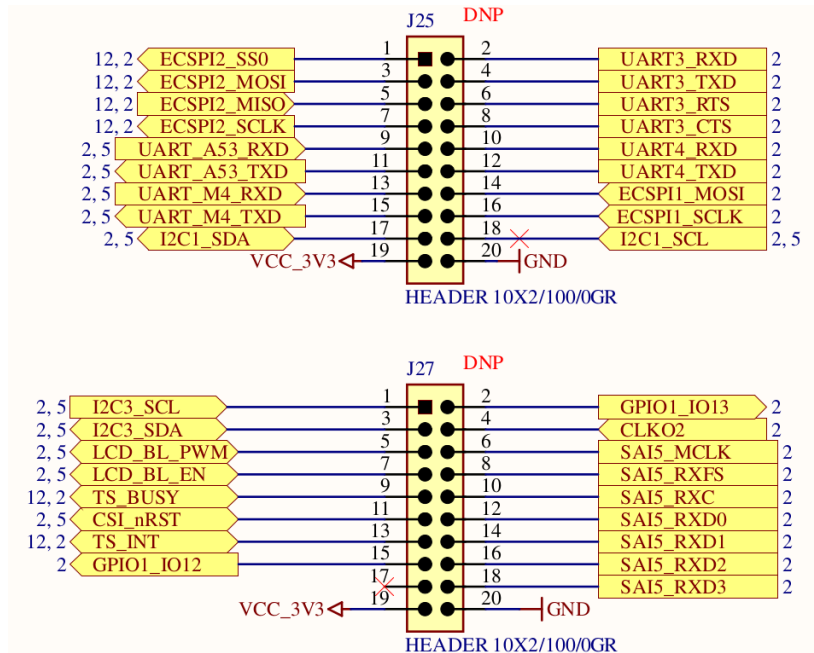 J25 DNP
12, 2 ECSPI2_SS0 1 2 UART3_RXD 2
12, 2 ECSPI2_MOSI 3 4 UART3_TXD 2
12, 2 ECSPI2_MISO 5 6 UART3_RTS 2
12, 2 ECSPI2_SCLK 7 8 UART3_CTS 2
2, 5 UART_A53_RXD 9 10 UART4_RXD 2
2, 5 UART_A53_TXD 11 12 UART4_TXD 2
2, 5 UART_M4_RXD 13 14 ECSPI1_MOSI 2
2, 5 UART_M4_TXD 15 16 ECSPI1_SCLK 2
2, 5 I2C1_SDA 17 18 I2C1_SCL 2, 5
VCC_3V3 19 20 GND
HEADER 10X2/100/0GR
J27 DNP
2, 5 I2C3_SCL 1 2 GPIO1_IO13 2
2, 5 I2C3_SDA 3 4 CLKO2 2
2, 5 LCD_BL_PWM 5 6 SAI5_MCLK 2
2, 5 LCD_BL_EN 7 8 SAI5_RXFS 2
12, 2 TS_BUSY 9 10 SAI5_RXC 2
2, 5 CSI_nRST 11 12 SAI5_RXD0 2
12, 2 TS_INT 13 14 SAI5_RXD1 2
2 GPIO1_IO12 15 16 SAI5_RXD2 2
17 18 SAI5_RXD3 2
VCC_3V3 19 20 GND
HEADER 10X2/100/0GR